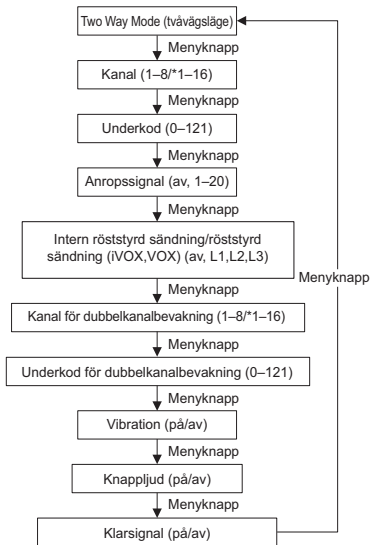 Two Way Mode (tvåvägsläge)
Menyknapp
Kanal (1–8/*1–16)
Menyknapp
Underkod (0–121)
Menyknapp
Anropssignal (av, 1–20)
Menyknapp
Intern röststyrd sändning/röststyrd
sändning (iVOX,VOX) (av, L1,L2,L3)
Menyknapp
Menyknapp
Kanal för dubbelkanalbevakning (1–8/*1–16)
Menyknapp
Underkod för dubbelkanalbevakning (0–121)
Menyknapp
Vibration (på/av)
Menyknapp
Knappljud (på/av)
Menyknapp
Klarsignal (på/av)